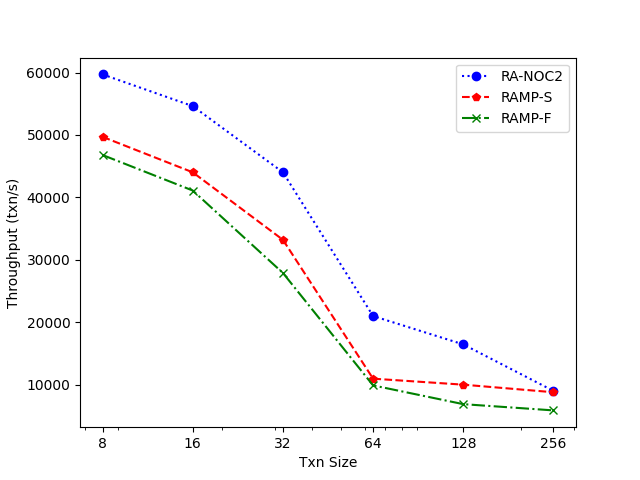 60000
50000
40000
30000
20000
10000
Throughput (txn/s)
RA-NOC2
RAMP-S
RAMP-F
8 16 32 64 128 256
Txn Size